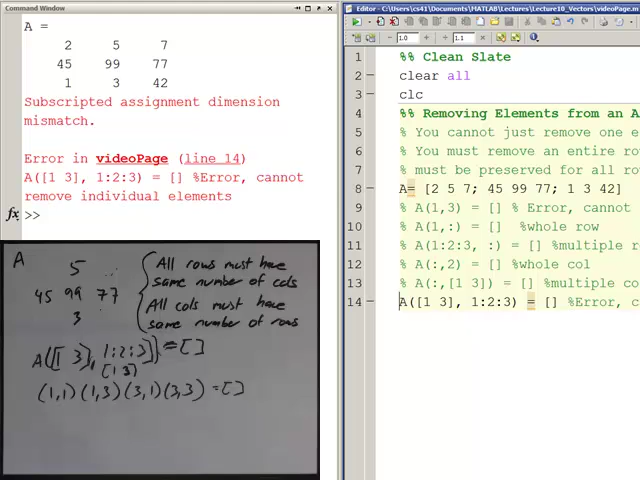 Command Window
A =
2 5 7
45 99 77
1 3 42
Subscripted assignment dimension
mismatch.
Error in videoPage (line 14)
A([1 3], 1:2:3) = [] %Error, cannot
remove individual elements
fx >>
A
5
45 99 77
3
All rows must have
same number of cols
All cols must have
same number of rows
A([1 3], 1:2:3) = []
[1 3]
(1,1)(1,3)(3,1)(3,3) = []
Editor - C:\Users\cs41\Documents\MATLAB\Lectures\Lecture10_Vectors\videoPage.m
- 1.0 + ÷ 1.1 ×
1 %% Clean Slate
2 - clear all
3 - clc
4 %% Removing Elements from an A
5 % You cannot just remove one e
6 % You must remove an entire ro
7 % must be preserved for all ro
8 - A= [2 5 7; 45 99 77; 1 3 42]
9 % A(1,3) = [] % Error, cannot
10 % A(1,:) = [] %whole row
11 % A(1:2:3, :) = [] %multiple r
12 % A(:,2) = [] %whole col
13 % A(:,[1 3]) = [] %multiple co
14 - A([1 3], 1:2:3) = [] %Error, c